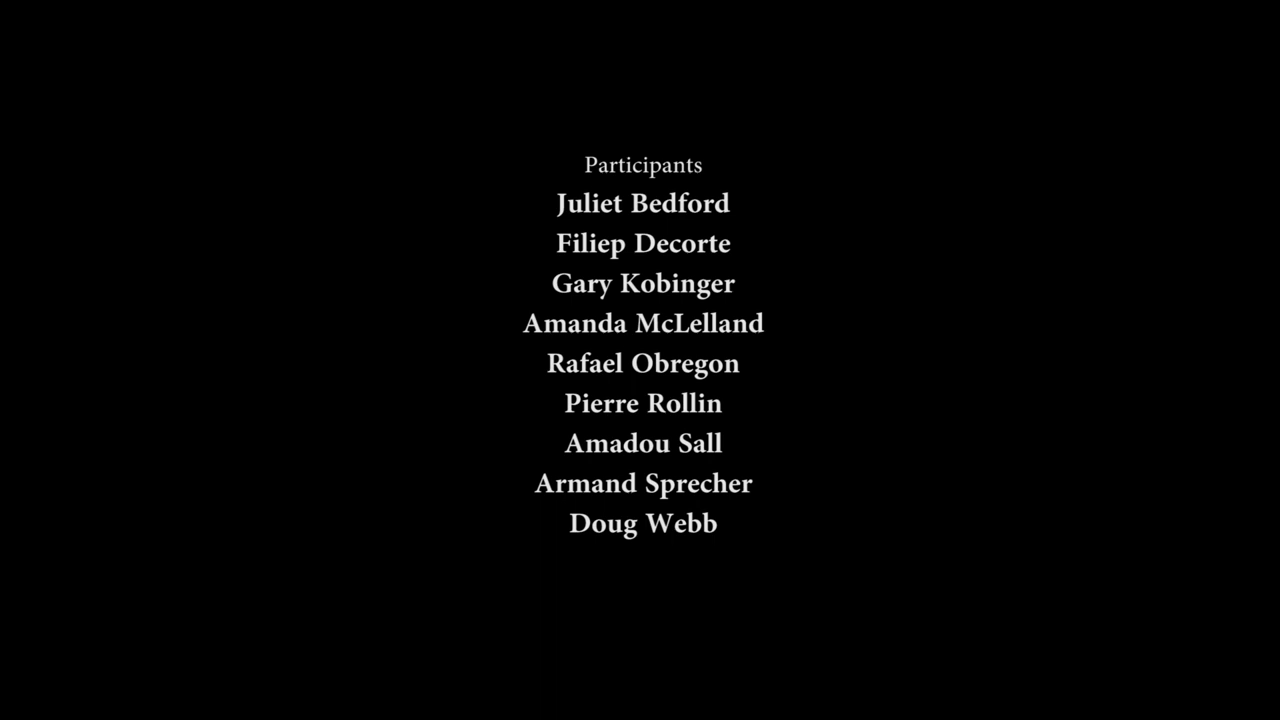 Participants
Juliet Bedford
Filiep Decorte
Gary Kobinger
Amanda McLelland
Rafael Obregon
Pierre Rollin
Amadou Sall
Armand Sprecher
Doug Webb